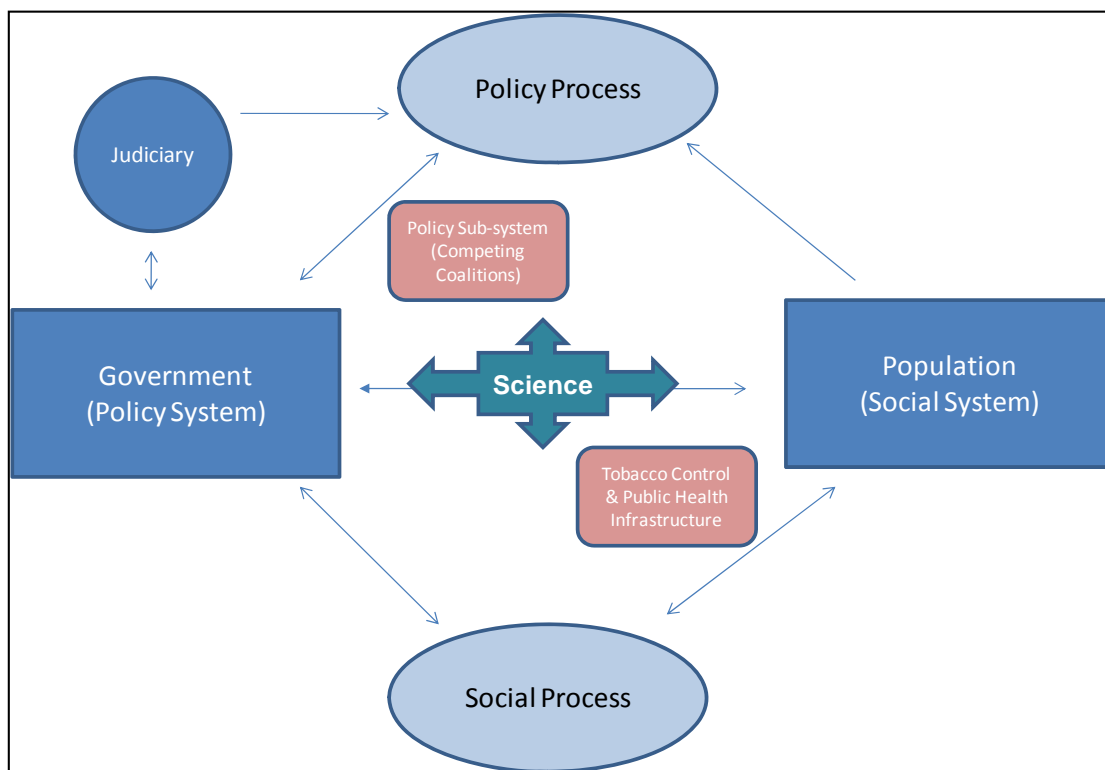 Policy Process
Judiciary
Policy Sub-system
(Competing
Coalitions)
Government
(Policy System)
Science
Population
(Social System)
Tobacco Control
& Public Health
Infrastructure
Social Process